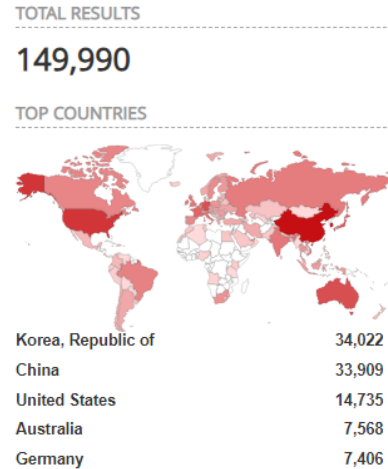 TOTAL RESULTS
149,990
TOP COUNTRIES
Korea, Republic of 34,022
China 33,909
United States 14,735
Australia 7,568
Germany 7,406